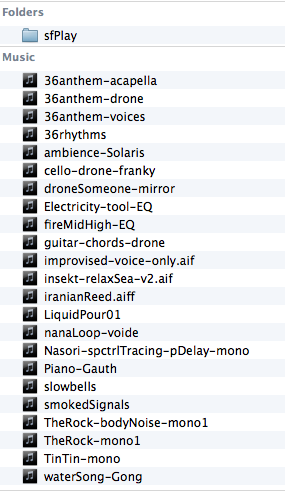 Folders
sfPlay
Music
36anthem-acapella
36anthem-drone
36anthem-voices
36rhythms
ambience-Solaris
cello-drone-franky
droneSomeone-mirror
Electricity-tool-EQ
fireMidHigh-EQ
guitar-chords-drone
improvised-voice-only.aif
insekt-relaxSea-v2.aif
iranianReed.aiff
LiquidPour01
nanaLoop-voide
Nasori-spctrlTracing-pDelay-mono
Piano-Gauth
slowbells
smokedSignals
TheRock-bodyNoise-mono1
TheRock-mono1
TinTin-mono
waterSong-Gong